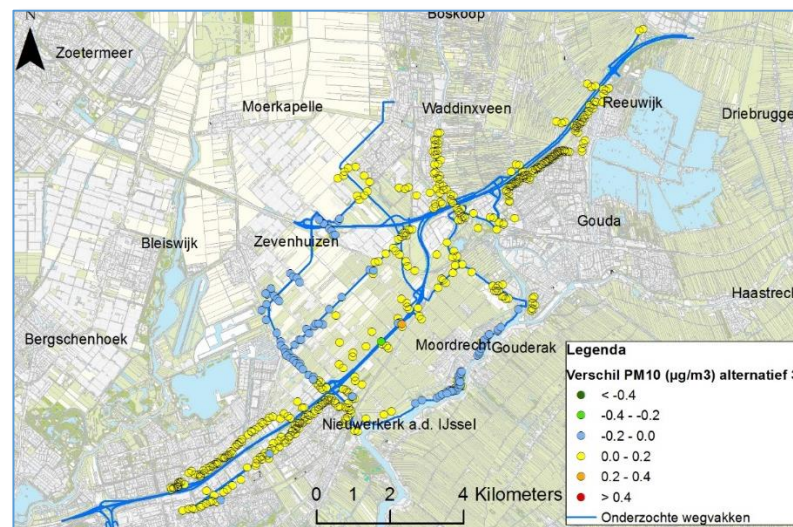 N
Boskoop
Zoetermeer
Moerkapelle
Waddinxveen
Reeuwijk
Driebrugge
Gouda
Bleiswijk
Zevenhuizen
Haastrech
Bergschenhoek
Moordrecht
Gouderak
Nieuwerkerk a.d. IJssel
0 1 2 4 Kilometers
Legenda
Verschil PM10 (µg/m3) alternatief 3
< -0.4
-0.4 - -0.2
-0.2 - 0.0
0.0 - 0.2
0.2 - 0.4
> 0.4
Onderzochte wegvakken